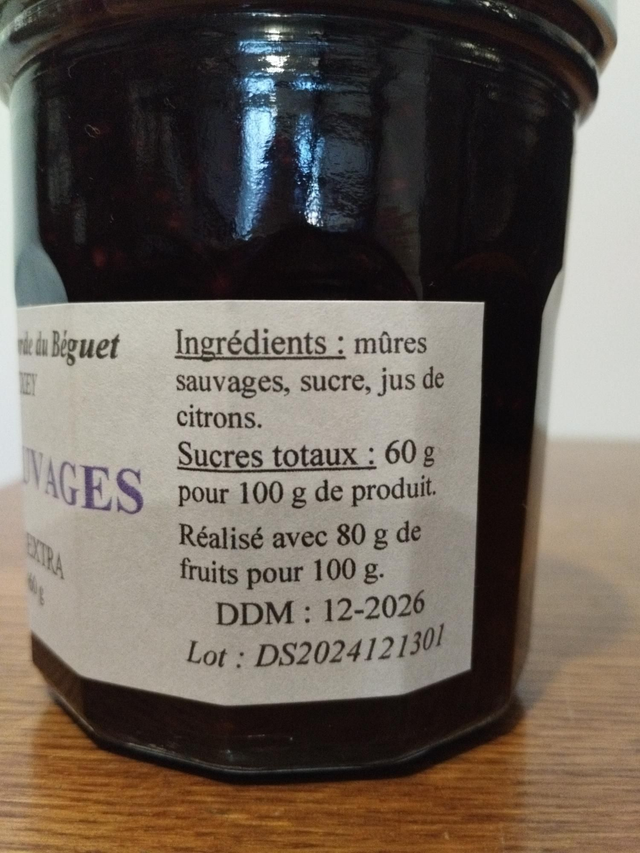 du Béguet
Ingrédients : mûres
sauvages, sucre, jus de
citrons.
Sucres totaux : 60 g
pour 100 g de produit.
UVAGES
Réalisé avec 80 g de
fruits pour 100 g.
EXTRA
DDM : 12-2026
Lot : DS2024121301